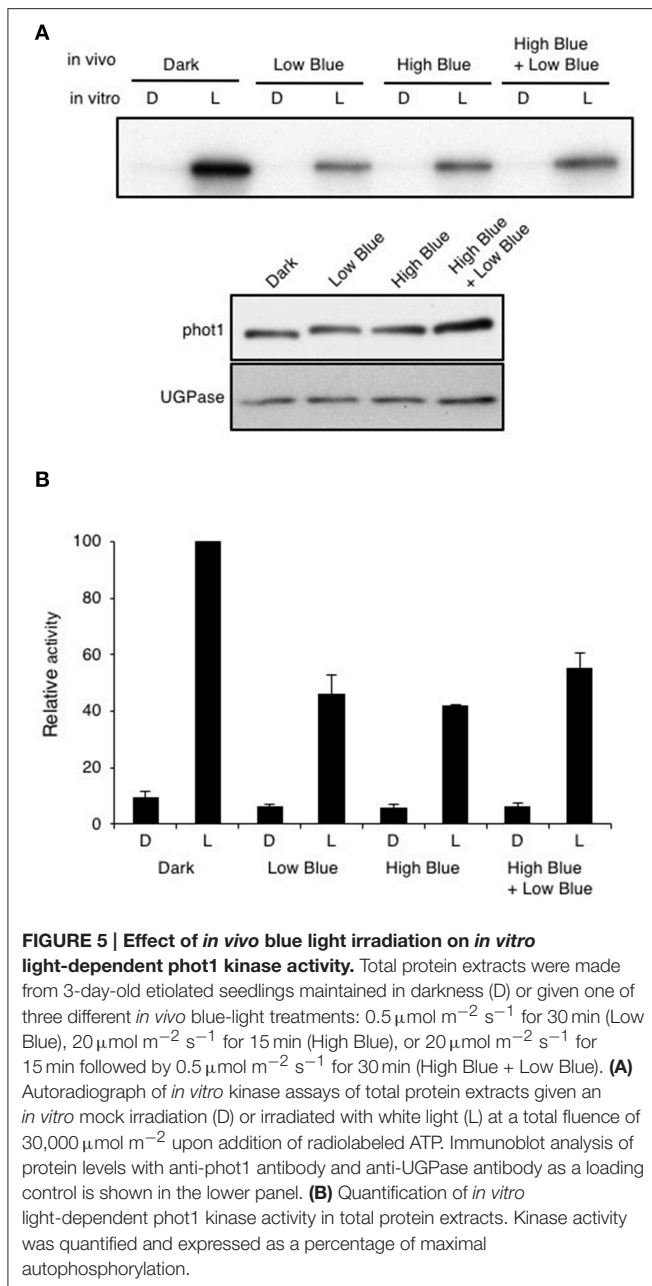 A
in vivo
Dark
Low Blue
High Blue
High Blue
+ Low Blue
in vitro
D
L
D
L
D
L
D
L
Dark
Low Blue
High Blue
High Blue
+ Low Blue
phot1
UGPase
B
100
80
60
40
20
0
Relative activity
D
L
D
L
D
L
D
L
Dark
Low Blue
High Blue
High Blue
+ Low Blue
FIGURE 5 | Effect of in vivo blue light irradiation on in vitro
light-dependent phot1 kinase activity. Total protein extracts were made
from 3-day-old etiolated seedlings maintained in darkness (D) or given one of
three different in vivo blue-light treatments: 0.5 μmol m−2 s−1 for 30 min (Low
Blue), 20 μmol m−2 s−1 for 15 min (High Blue), or 20 μmol m−2 s−1 for
15 min followed by 0.5 μmol m−2 s−1 for 30 min (High Blue + Low Blue). (A)
Autoradiograph of in vitro kinase assays of total protein extracts given an
in vitro mock irradiation (D) or irradiated with white light (L) at a total fluence of
30,000 μmol m−2 upon addition of radiolabeled ATP. Immunoblot analysis of
protein levels with anti-phot1 antibody and anti-UGPase antibody as a loading
control is shown in the lower panel. (B) Quantification of in vitro
light-dependent phot1 kinase activity in total protein extracts. Kinase activity
was quantified and expressed as a percentage of maximal
autophosphorylation.